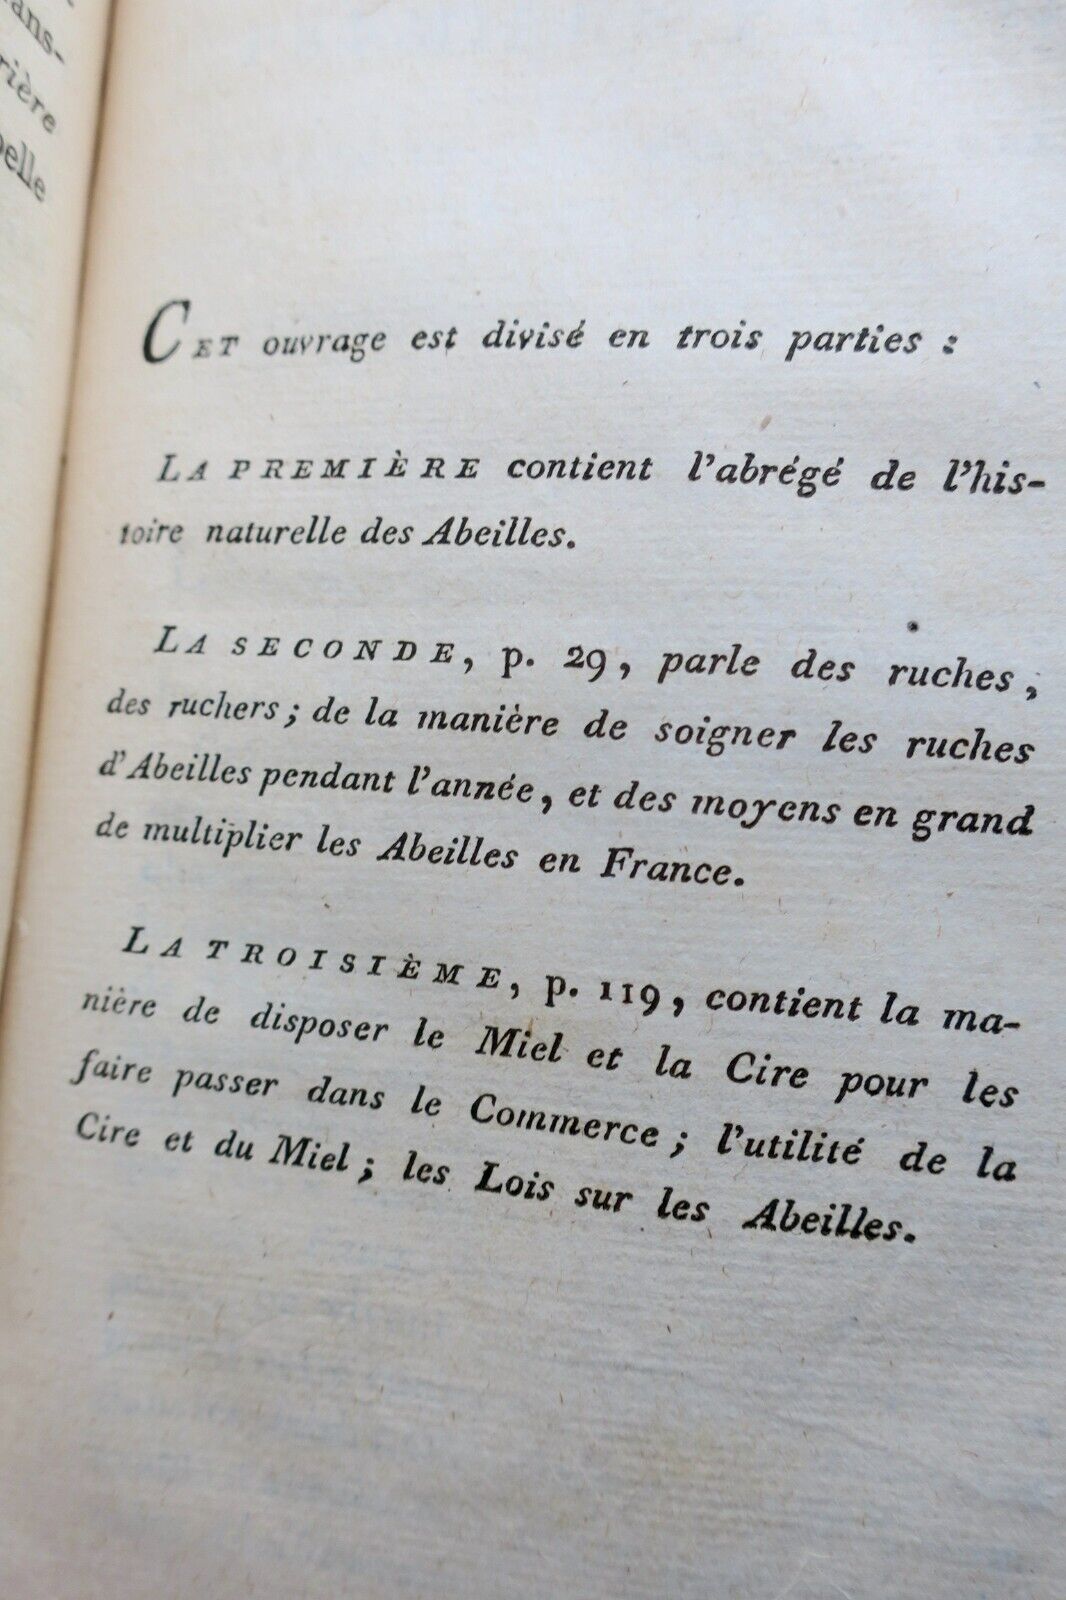 ans-
rière
pelle
CET ouvrage est divisé en trois parties :
LA PREMIÈRE contient l'abrégé de l'his-
toire naturelle des Abeilles.
LA SECONDE, p. 29, parle des ruches,
des ruchers ; de la manière de soigner les ruches
d'Abeilles pendant l'année, et des moyens en grand
de multiplier les Abeilles en France.
LA TROISIÈME, p. 119, contient la ma-
nière de disposer le Miel et la Cire pour les
faire passer dans le Commerce ; l'utilité de la
Cire et du Miel ; les Lois sur les Abeilles.